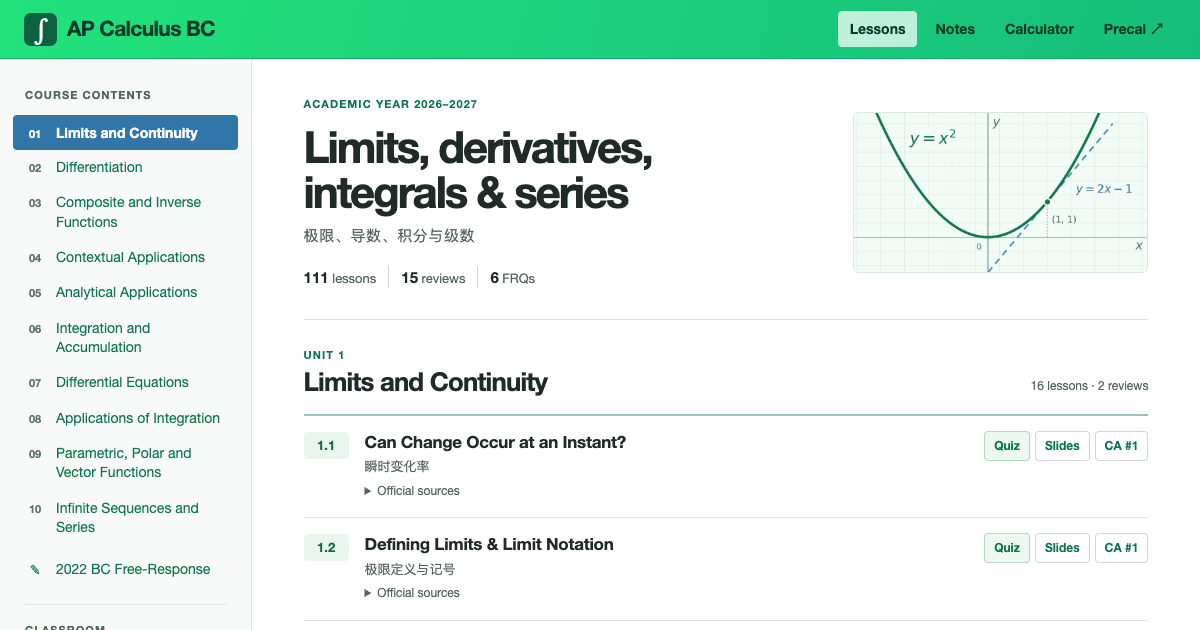 ∫ AP Calculus BC
Lessons
Notes
Calculator
Precal ↗
COURSE CONTENTS
01 Limits and Continuity
02 Differentiation
03 Composite and Inverse
Functions
04 Contextual Applications
05 Analytical Applications
06 Integration and
Accumulation
07 Differential Equations
08 Applications of Integration
09 Parametric, Polar and
Vector Functions
10 Infinite Sequences and
Series
✎ 2022 BC Free-Response
CLASSROOM
ACADEMIC YEAR 2026–2027
Limits, derivatives,
integrals & series
极限、导数、积分与级数
111 lessons
15 reviews
6 FRQs
y
y = x²
y = 2x − 1
(1, 1)
0
x
UNIT 1
Limits and Continuity
16 lessons · 2 reviews
1.1 Can Change Occur at an Instant?
Quiz
Slides
CA #1
瞬时变化率
▶ Official sources
1.2 Defining Limits & Limit Notation
Quiz
Slides
CA #1
极限定义与记号
▶ Official sources